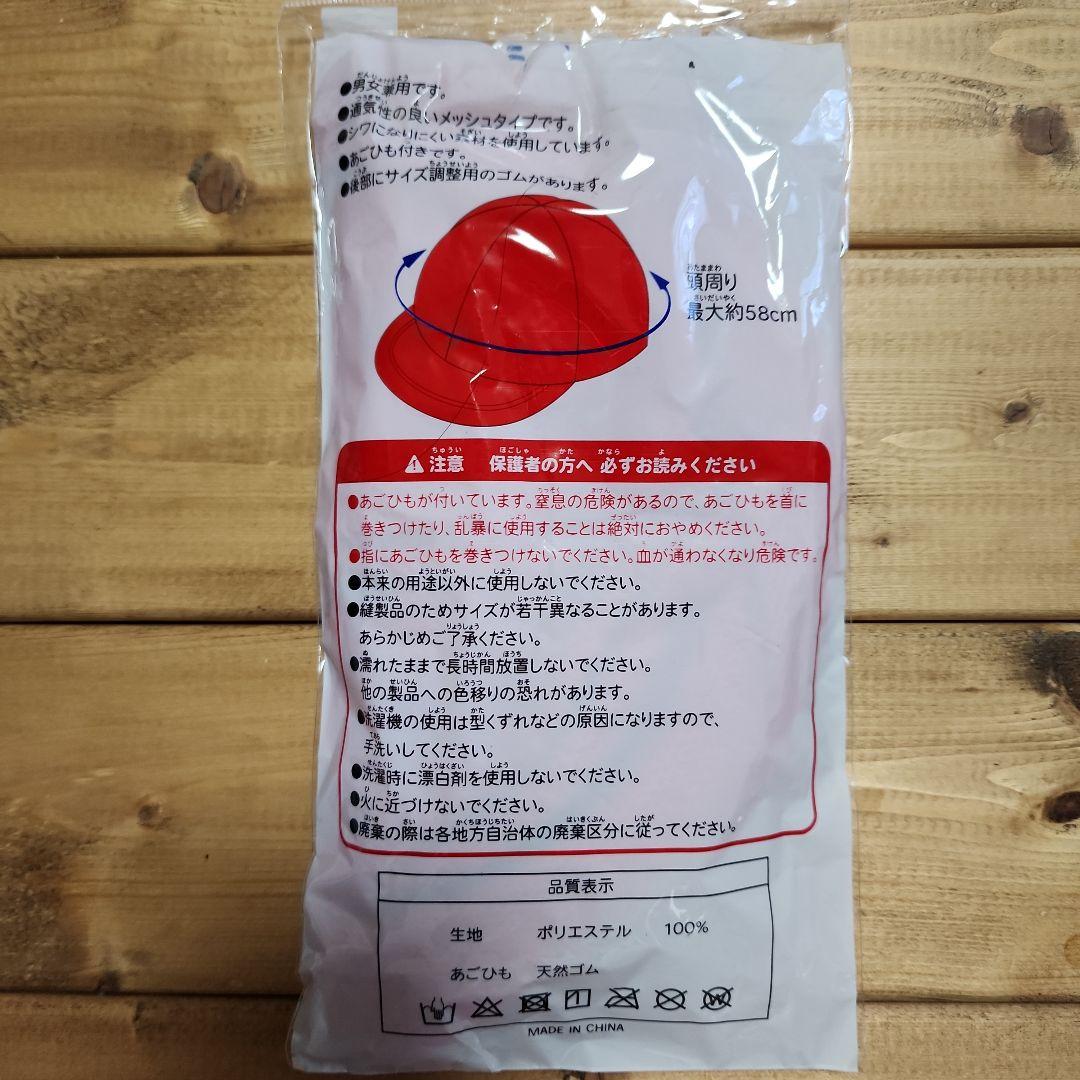 ●男女兼用です。
●通気性の良いメッシュタイプです。
●シワになりにくい素材を使用しています。
●あごひも付きです。
●後部にサイズ調整用のゴムがあります。
頭周り
最大約58cm
注意 保護者の方へ 必ずお読みください
●あごひもが付いています。窒息の危険があるので、あごひもを首に
巻きつけたり、乱暴に使用することは絶対におやめください。
●指にあごひもを巻きつけないでください。血が通わなくなり危険です。
●本来の用途以外に使用しないでください。
●縫製品のためサイズが若干異なることがあります。
あらかじめご了承ください。
●濡れたままで長時間放置しないでください。
他の製品への色移りの恐れがあります。
●洗濯機の使用は型くずれなどの原因になりますので、
手洗いしてください。
●洗濯時に漂白剤を使用しないでください。
●火に近づけないでください。
●廃棄の際は各地方自治体の廃棄区分に従ってください。
品質表示
生地 ポリエステル 100%
あごひも 天然ゴム
MADE IN CHINA